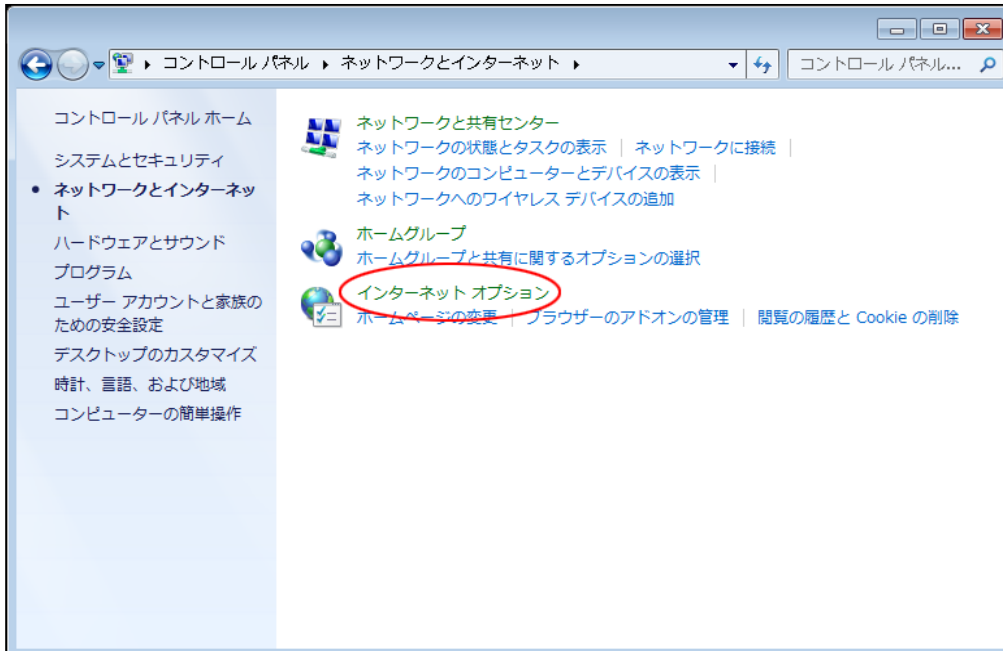 コントロール パネル ▸ ネットワークとインターネット ▸
コントロール パネル...
コントロール パネル ホーム
システムとセキュリティ
• ネットワークとインターネッ
ト
ハードウェアとサウンド
プログラム
ユーザー アカウントと家族の
ための安全設定
デスクトップのカスタマイズ
時計、言語、および地域
コンピューターの簡単操作
ネットワークと共有センター
ネットワークの状態とタスクの表示 | ネットワークに接続 |
ネットワークのコンピューターとデバイスの表示 |
ネットワークへのワイヤレス デバイスの追加
ホームグループ
ホームグループと共有に関するオプションの選択
インターネット オプション
ホームページの変更 | ブラウザーのアドオンの管理 | 閲覧の履歴と Cookie の削除